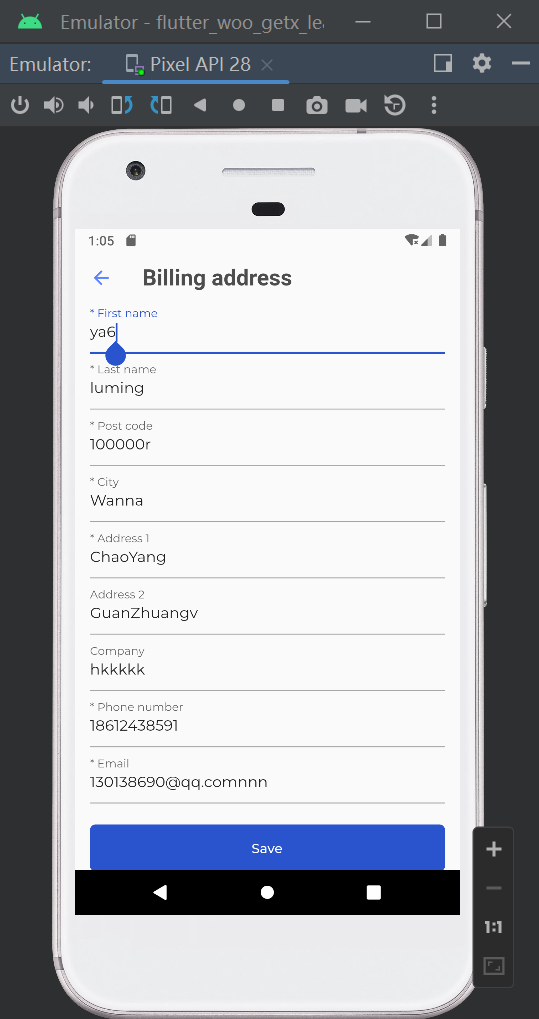 Emulator - flutter_woo_getx_le
Emulator: Pixel API 28
1:05
Billing address
* First name
ya6
* Last name
luming
* Post code
100000r
* City
Wanna
* Address 1
ChaoYang
Address 2
GuanZhuangv
Company
hkkkkk
* Phone number
18612438591
* Email
130138690@qq.comnnn
Save
1:1